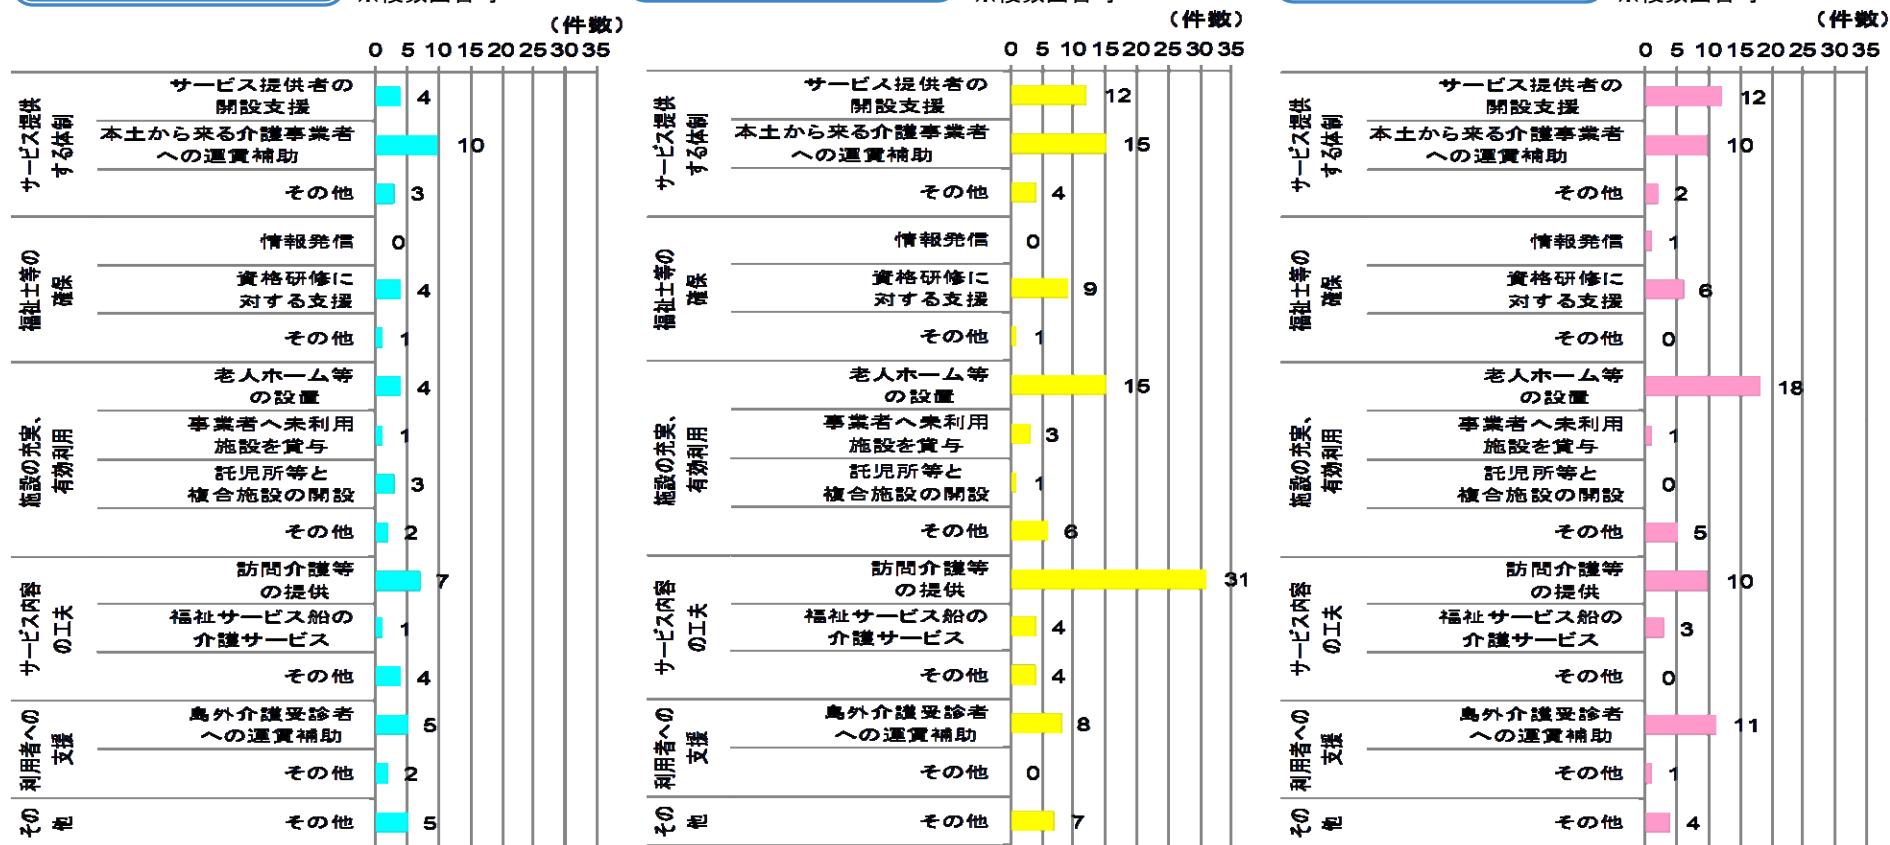 （件数）
0 5 10 15 20 25 30 35
サービス提供
する体制
サービス提供者の
開設支援
4
本土から来る介護事業者
への運賃補助
10
その他
3
福祉士等の
確保
情報発信
0
資格研修に
対する支援
4
その他
1
施設の充実、
有効利用
老人ホーム等
の設置
4
事業者へ未利用
施設を貸与
1
託児所等と
複合施設の開設
3
その他
2
サービス内容
の工夫
訪問介護等
の提供
7
福祉サービス船の
介護サービス
1
その他
4
利用者への
支援
島外介護受診者
への運賃補助
5
その他
2
その
他
その他
5
（件数）
0 5 10 15 20 25 30 35
サービス提供
する体制
サービス提供者の
開設支援
12
本土から来る介護事業者
への運賃補助
15
その他
4
福祉士等の
確保
情報発信
0
資格研修に
対する支援
9
その他
1
施設の充実、
有効利用
老人ホーム等
の設置
15
事業者へ未利用
施設を貸与
3
託児所等と
複合施設の開設
1
その他
6
サービス内容
の工夫
訪問介護等
の提供
31
福祉サービス船の
介護サービス
4
その他
4
利用者への
支援
島外介護受診者
への運賃補助
8
その他
0
その
他
その他
7
（件数）
0 5 10 15 20 25 30 35
サービス提供
する体制
サービス提供者の
開設支援
12
本土から来る介護事業者
への運賃補助
10
その他
2
福祉士等の
確保
情報発信
1
資格研修に
対する支援
6
その他
0
施設の充実、
有効利用
老人ホーム等
の設置
18
事業者へ未利用
施設を貸与
1
託児所等と
複合施設の開設
0
その他
5
サービス内容
の工夫
訪問介護等
の提供
10
福祉サービス船の
介護サービス
3
その他
0
利用者への
支援
島外介護受診者
への運賃補助
11
その他
1
その
他
その他
4